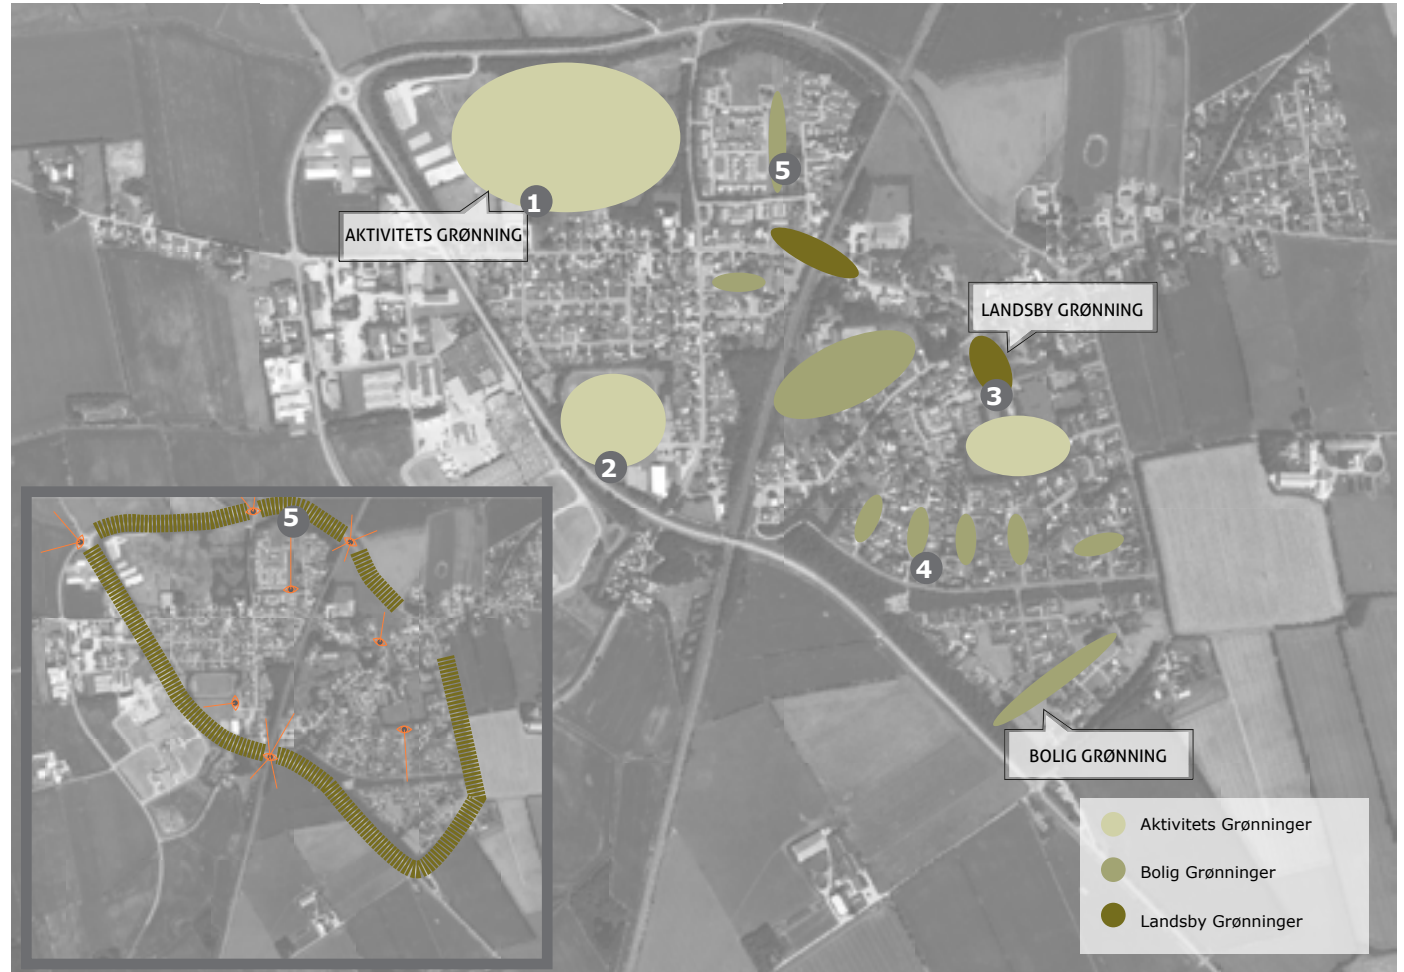 5
1
AKTIVITETS GRØNNING
LANDSBY GRØNNING
3
2
5
4
BOLIG GRØNNING
Aktivitets Grønninger
Bolig Grønninger
Landsby Grønninger